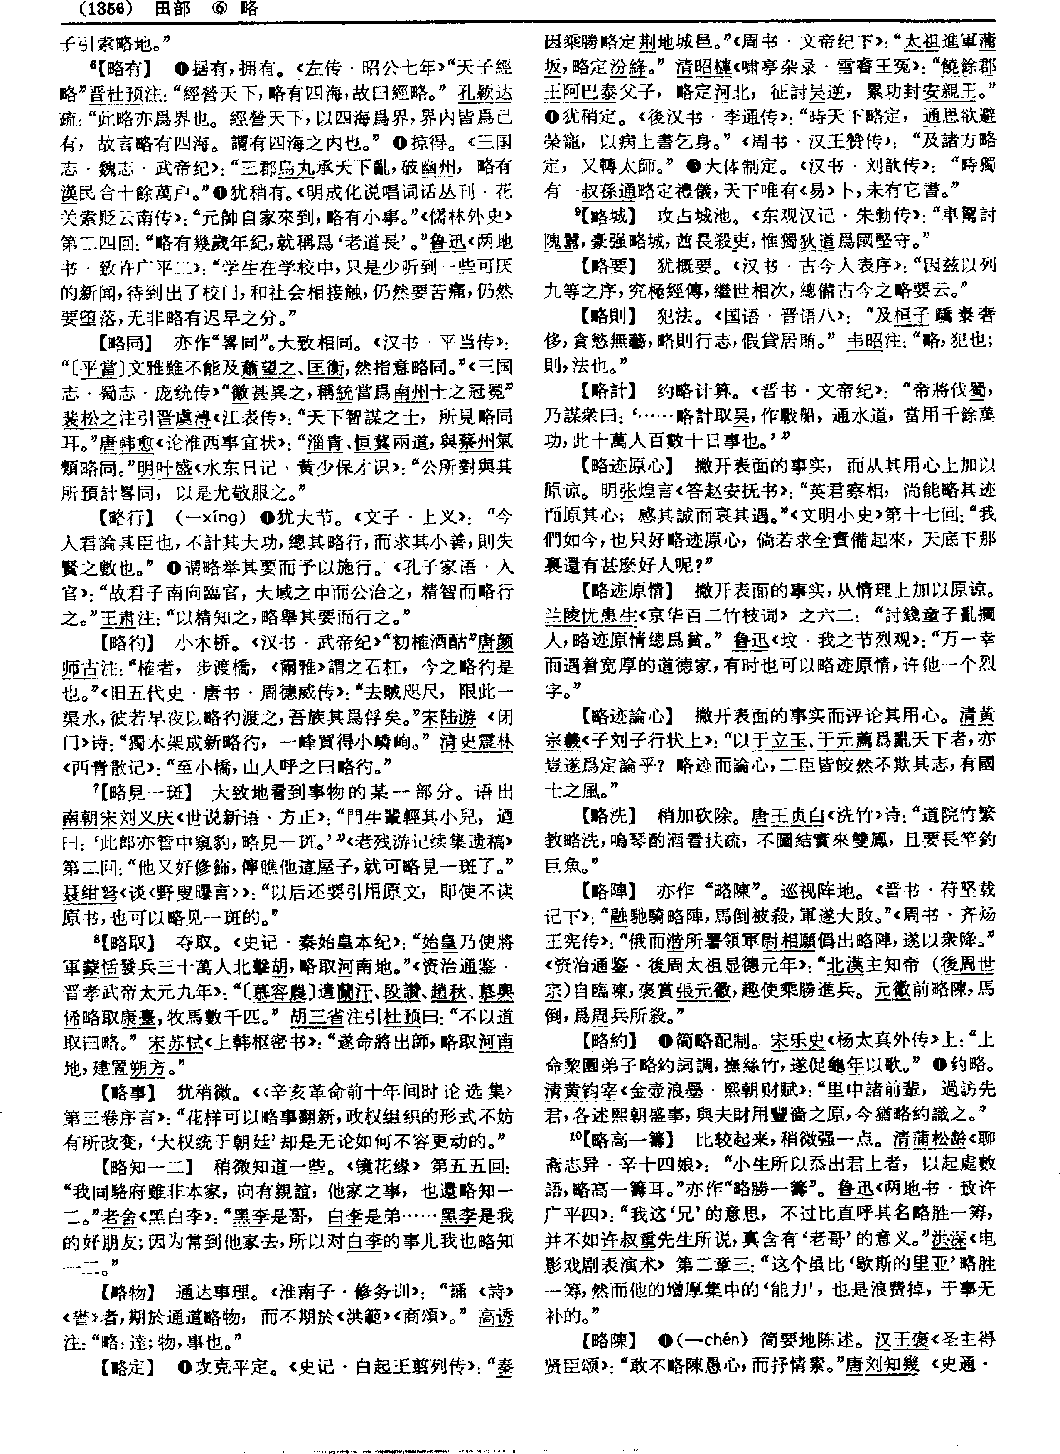 （1356） 田部 ⑥ 略
子引索略地。”
6【略有】 ❶据有，拥有。《左传·昭公七年》“天子經
略”晋杜预注：“經營天下，略有四海，故曰經略。”孔颖达
疏：“此略亦爲界也。經營天下，以四海爲界，界内皆爲己
有，故言略有四海。謂有四海之内也。”❷掠得。《三国
志·魏志·武帝纪》：“三郡烏丸承天下亂，破幽州，略有
漢民合十餘萬户。”❸犹稍有。《明成化说唱词话丛刊·花
关索贬云南传》：“元帥自家來到，略有小事。”《儒林外史》
第二四回：“略有幾歲年紀，就稱爲‘老道長’。”鲁迅《两地
书·致许广平二》：“学生在学校中，只是少听到一些可厌
的新闻，待到出了校门，和社会相接触，仍然要苦痛，仍然
要堕落，无非略有迟早之分。”
【略同】 亦作“畧同”。大致相同。《汉书·平当传》：
“〔平當〕文雅雖不能及蕭望之、匡衡，然指意略同。”《三国
志·蜀志·庞统传》“徽甚異之，稱統當爲南州士之冠冕”
裴松之注引晋虞溥《江表传》：“天下智謀之士，所見略同
耳。”唐韩愈《论淮西事宜状》：“淄青、恒冀兩道，與蔡州氣
類略同。”明叶盛《水东日记·黄少保才识》：“公所對與其
所預計畧同，以是尤敬服之。”
【略行】 （一xíng）❶犹大节。《文子·上义》：“今
人君論其臣也，不計其大功，總其略行，而求其小善，則失
賢之數也。”❷谓略举其要而予以施行。《孔子家语·入
官》：“故君子南向臨官，大域之中而公治之，精智而略行
之。”王肃注：“以精知之，略舉其要而行之。”
【略彴】 小木桥。《汉书·武帝纪》“初榷酒酤”唐颜
师古注：“榷者，步渡橋，《爾雅》謂之石杠，今之略彴是
也。”《旧五代史·唐书·周德威传》：“去賊咫尺，限此一
渠水，彼若早夜以略彴渡之，吾族其爲俘矣。”宋陆游《闭
门》诗：“獨木架成新略彴，一峰買得小嶙峋。”清史震林
《西青散记》：“至小橋，山人呼之曰略彴。”
7【略見一斑】 大致地看到事物的某一部分。语出
南朝宋刘义庆《世说新语·方正》：“門生輩輕其小兒，迺
曰：‘此郎亦管中窺豹，略見一斑。’”《老残游记续集遗稿》
第二回：“他又好修飾，俾瞧他這屋子，就可略見一斑了。”
聂绀弩《谈〈野叟曝言〉》：“以后还要引用原文，即使不读
原书，也可以略见一斑的。”
8【略取】 夺取。《史记·秦始皇本纪》：“始皇乃使將
軍蒙恬發兵三十萬人北擊胡，略取河南地。”《资治通鉴·
晋孝武帝太元九年》：“〔慕容農〕遣蘭汗、段讚、趙秋、慕輿
悕略取康臺，牧馬數千匹。”胡三省注引杜预曰：“不以道
取曰略。”宋苏轼《上韩枢密书》：“遂命將出師，略取河南
地，建置朔方。”
【略事】 犹稍微。《〈辛亥革命前十年间时论选集〉
第三卷序言》：“花样可以略事翻新，政权组织的形式不妨
有所改变，‘大权统于朝廷’却是无论如何不容更动的。”
【略知一二】 稍微知道一些。《镜花缘》第五五回：
“我同駱府雖非本家，向有親誼，他家之事，也還略知一
二。”老舍《黑白李》：“黑李是哥，白李是弟……黑李是我
的好朋友；因为常到他家去，所以对白李的事儿我也略知
一二。”
【略物】 通达事理。《淮南子·修务训》：“誦《詩》
《書》者，期於通道略物，而不期於《洪範》《商頌》。”高诱
注：“略：達；物，事也。”
【略定】 ❶攻克平定。《史记·白起王翦列传》：“秦
因乘勝略定荆地城邑。”《周书·文帝纪下》：“太祖進軍蒲
坂，略定汾絳。”清昭梿《啸亭杂录·雪斋王冤》：“饒餘郡
王阿巴泰父子，略定河北，征討吴逆，累功封安親王。”
❷犹稍定。《後汉书·李通传》：“時天下略定，通思欲避
榮寵，以病上書乞身。”《周书·汉王赞传》：“及諸方略
定，又轉太師。”❸大体制定。《汉书·刘歆传》：“時獨
有一叔孫通略定禮儀，天下唯有《易》卜，未有它書。”
9【略城】 攻占城池。《东观汉记·朱勃传》：“車駕討
隗囂，豪强略城，酋長殺吏，惟獨狄道爲國堅守。”
【略要】 犹概要。《汉书·古今人表序》：“因兹以列
九等之序，究極經傳，繼世相次，總備古今之略要云。”
【略則】 犯法。《国语·晋语八》：“及桓子驕泰奢
侈，貪慾無藝，略則行志，假貸居賄。”韦昭注：“略，犯也；
則，法也。”
【略計】 约略计算。《晋书·文帝纪》：“帝將伐蜀，
乃謀衆曰：‘……略計取吴，作戰船，通水道，當用千餘萬
功，此十萬人百數十日事也。’”
【略迹原心】 撇开表面的事实，而从其用心上加以
原谅。明张煌言《答赵安抚书》：“英君察相，尚能略其迹
而原其心；感其誠而哀其遇。”《文明小史》第十七回：“我
們如今，也只好略迹原心，倘若求全責備起來，天底下那
裏還有甚麽好人呢？”
【略迹原情】 撇开表面的事实，从情理上加以原谅。
兰陵忧患生《京华百二竹枝词》之六二：“討錢童子亂攔
人，略迹原情總爲貧。”鲁迅《坟·我之节烈观》：“万一幸
而遇着宽厚的道德家，有时也可以略迹原情，许他一个烈
字。”
【略迹論心】 撇开表面的事实而评论其用心。清黄
宗羲《子刘子行状上》：“以于立玉、于元薦爲亂天下者，亦
豈遂爲定論乎？略迹而論心，二臣皆皎然不欺其志，有國
士之風。”
【略洗】 稍加砍除。唐王贞白《洗竹》诗：“道院竹繁
教略洗，鳴琴酌酒看扶疏，不圖結實來雙鳳，且要長竿釣
巨魚。”
【略陣】 亦作“略陳”。巡视阵地。《晋书·苻坚载
记下》：“融馳騎略陣，馬倒被殺，軍遂大敗。”《周书·齐炀
王宪传》：“俄而潜所署領軍尉相願僞出略陣，遂以衆降。”
《资治通鉴·後周太祖显德元年》：“北漢主知帝（後周世
宗）自臨陳，褒賞張元徽，趣使乘勝進兵。元徽前略陳，馬
倒，爲周兵所殺。”
【略約】 ❶简略配制。宋乐史《杨太真外传》上：“上
命梨園弟子略約詞調，撫絲竹，遂促龜年以歌。”❷约略。
清黄钧宰《金壶浪墨·熙朝财赋》：“里中諸前輩，過訪先
君，各述熙朝盛事，與夫財用豐嗇之原，今猶略約識之。”
10【略高一籌】 比较起来，稍微强一点。清蒲松龄《聊
斋志异·辛十四娘》：“小生所以忝出君上者，以起處數
語，略高一籌耳。”亦作“略勝一籌”。鲁迅《两地书·致许
广平四》：“我这‘兄’的意思，不过比直呼其名略胜一筹，
并不如许叔重先生所说，真含有‘老哥’的意义。”洪深《电
影戏剧表演术》第二章三：“这个虽比‘歇斯的里亚’略胜
一筹，然而他的增厚集中的‘能力’，也是浪费掉，于事无
补的。”
【略陳】 ❶（一chén）简要地陈述。汉王褒《圣主得
贤臣颂》：“敢不略陳愚心，而抒情素。”唐刘知幾《史通·